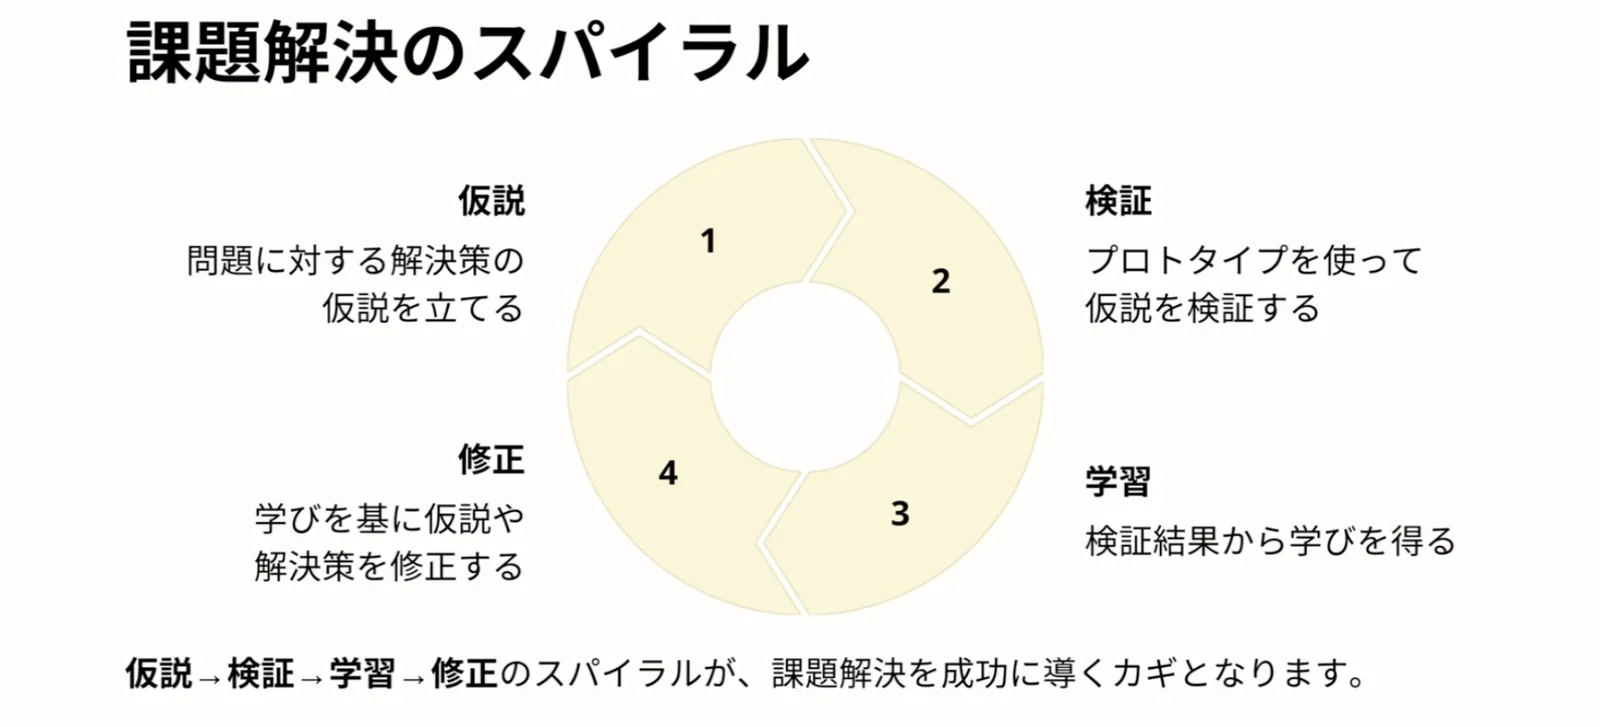 課題解決のスパイラル
仮説
問題に対する解決策の
仮説を立てる
1
2
検証
プロトタイプを使って
仮説を検証する
修正
学びを基に仮説や
解決策を修正する
4
3
学習
検証結果から学びを得る
仮説→検証→学習→修正のスパイラルが、課題解決を成功に導くカギとなります。